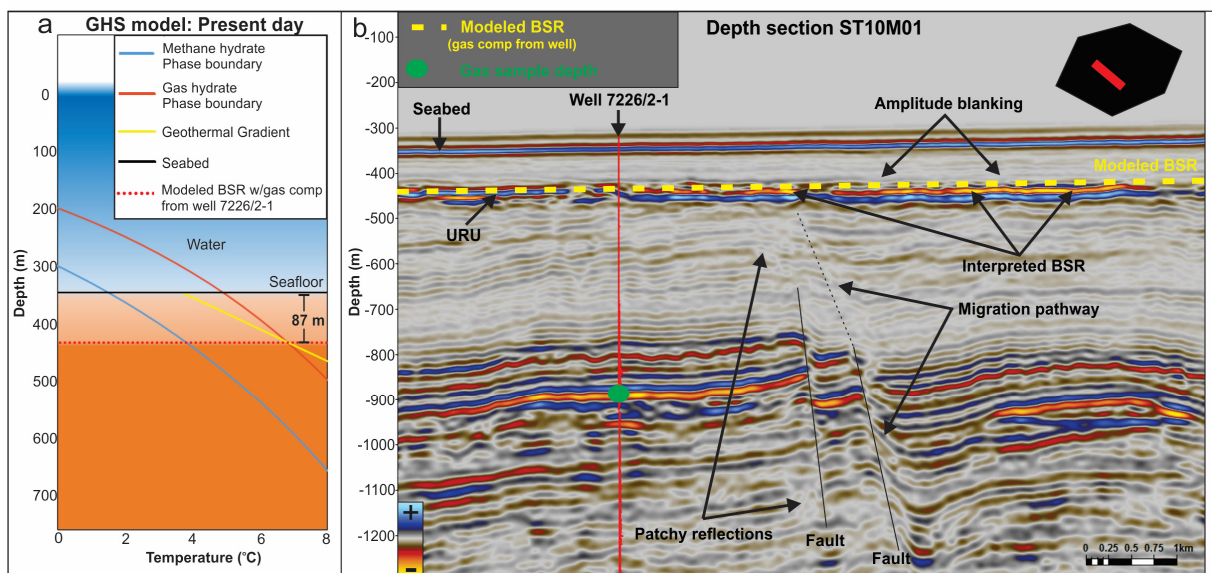 a
GHS model: Present day
Methane hydrate
Phase boundary
Gas hydrate
Phase boundary
Geothermal Gradient
Seabed
Modeled BSR w/gas comp
from well 7226/2-1
Water
Seafloor
87 m
0
100
200
300
400
500
600
700
Depth (m)
0
2
4
6
8
Temperature (°C)
b
Modeled BSR
(gas comp from well)
Gas sample depth
Depth section ST10M01
Well 7226/2-1
Seabed
Amplitude blanking
Modeled BSR
URU
Interpreted BSR
Migration pathway
Patchy reflections
Fault
Fault
-100
-200
-300
-400
-500
-600
-700
-800
-900
-1000
-1100
-1200
Depth (m)
+
-
0 0.25 0.5 0.75 1km